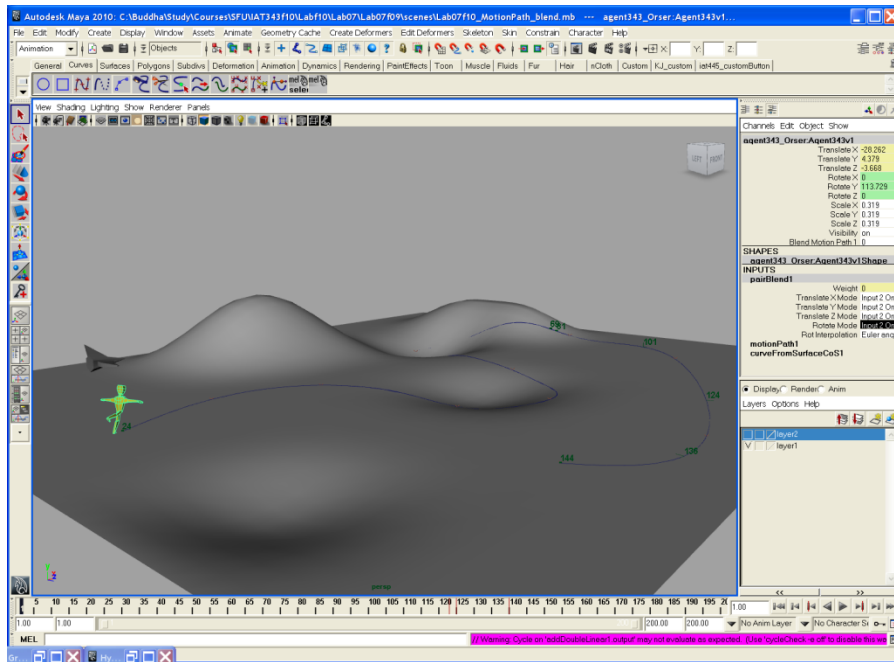 Autodesk Maya 2010: C:\Buddha\Study\Courses\SFU\IAT343f10\Labf10\Lab07\Lab07f09\scenes\Lab07f10_MotionPath_blend.mb --- agent343_Orser:Agent343v1...
File Edit Modify Create Display Window Assets Animate Geometry Cache Create Deformers Edit Deformers Skeleton Skin Constrain Character Help
Animation Objects X: Y: Z:
General Curves Surfaces Polygons Subdivs Deformation Animation Dynamics Rendering PaintEffects Toon Muscle Fluids Fur Hair nCloth Custom KJ_custom iat445_customButton
View Shading Lighting Show Renderer Panels
Channels Edit Object Show
agent343_Orser:Agent343v1
Translate X -28.262
Translate Y 4.379
Translate Z -3.668
Rotate X 0
Rotate Y 113.729
Rotate Z 0
Scale X 0.319
Scale Y 0.319
Scale Z 0.319
Visibility on
Blend Motion Path 1 0
SHAPES
agent343_Orser:Agent343v1Shape
INPUTS
pairBlend1
Weight 0
Translate X Mode Input 2 On
Translate Y Mode Input 2 On
Translate Z Mode Input 2 On
Rotate Mode Input 2 On
Rot Interpolation Euler ang
motionPath1
curveFromSurfaceCoS1
LEFT FRONT
101
124
136
144
24
persp
Display Render Anim
Layers Options Help
layer2
V layer1
5 10 15 20 25 30 35 40 45 50 55 60 65 70 75 80 85 90 95 100 105 110 115 120 125 130 135 140 145 150 155 160 165 170 175 180 185 190 195 20 1.00
1.00 1.00 200.00 200.00 No Anim Layer No Character Se
MEL // Warning: Cycle on 'addDoubleLinear1.output' may not evaluate as expected. (Use 'cycleCheck -e off' to disable this wa
Gr... Hy...